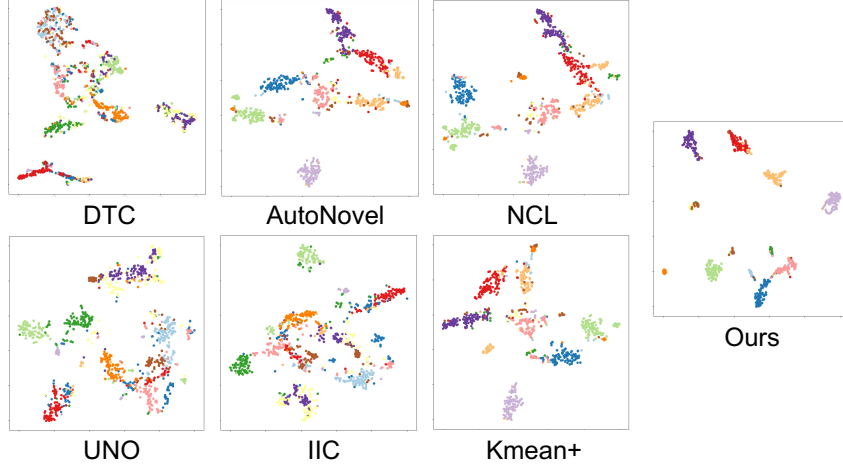 DTC
AutoNovel
NCL
Ours
UNO
IIC
Kmean+